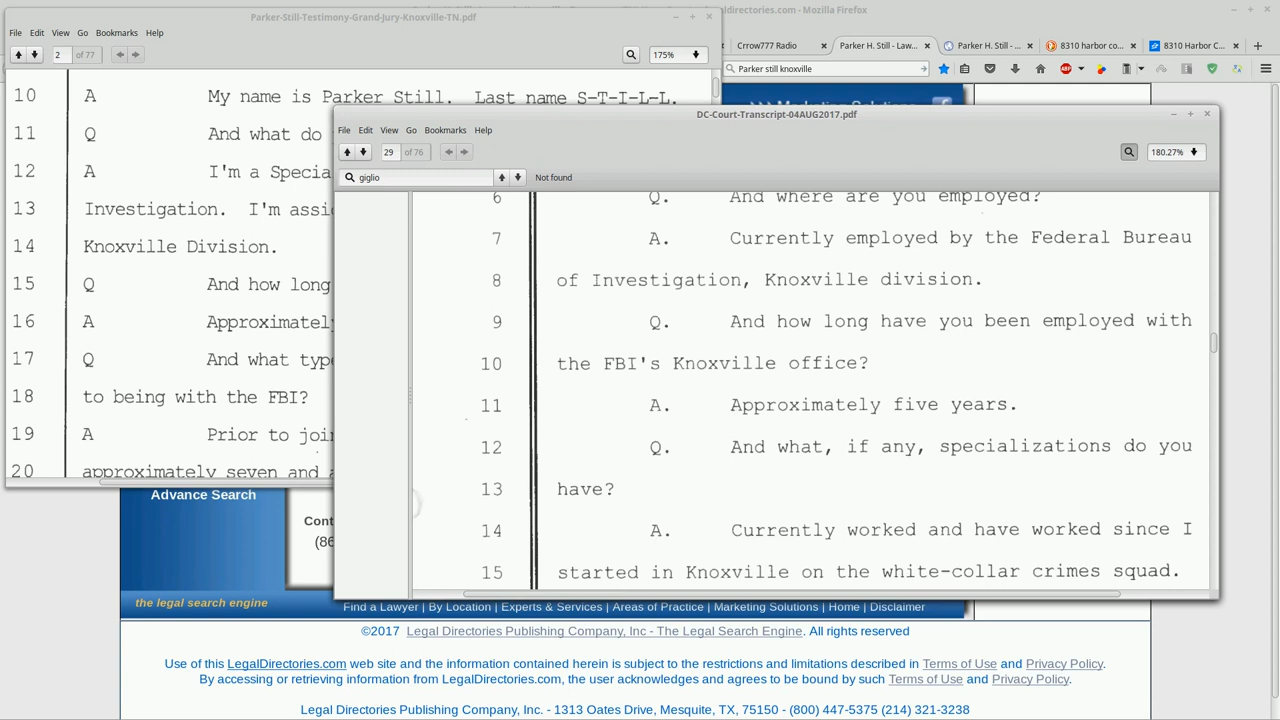 Parker-Still-Testimony-Grand-Jury-Knoxville-TN.pdf
ldirectories.com - Mozilla Firefox
File Edit View Go Bookmarks Help
2 of 77
175%
Crrow777 Radio
Parker H. Still - Law...
Parker H. Still - ...
8310 harbor co...
8310 Harbor C...
Parker still knoxville
ABP
10 A My name is Parker Still. Last name S-T-I-L-L.
11 Q And what do
12 A I'm a Specia
13 Investigation. I'm assi
14 Knoxville Division.
15 Q And how long
16 A Approximately
17 Q And what type
18 to being with the FBI?
19 A Prior to joi
20 approximately seven and a
DC-Court-Transcript-04AUG2017.pdf
File Edit View Go Bookmarks Help
29 of 76
180.27%
giglio
Not found
6 Q. And where are you employed?
7 A. Currently employed by the Federal Bureau
8 of Investigation, Knoxville division.
9 Q. And how long have you been employed with
10 the FBI's Knoxville office?
11 A. Approximately five years.
12 Q. And what, if any, specializations do you
13 have?
14 A. Currently worked and have worked since I
15 started in Knoxville on the white-collar crimes squad.
Advance Search
Cont
(86
the legal search engine
Find a Lawyer | By Location | Experts & Services | Areas of Practice | Marketing Solutions | Home | Disclaimer
©2017 Legal Directories Publishing Company, Inc - The Legal Search Engine. All rights reserved
Use of this LegalDirectories.com web site and the information contained herein is subject to the restrictions and limitations described in Terms of Use and Privacy Policy.
By accessing or retrieving information from LegalDirectories.com, the user acknowledges and agrees to be bound by such Terms of Use and Privacy Policy.
Legal Directories Publishing Company, Inc. - 1313 Oates Drive, Mesquite, TX, 75150 - (800) 447-5375 (214) 321-3238